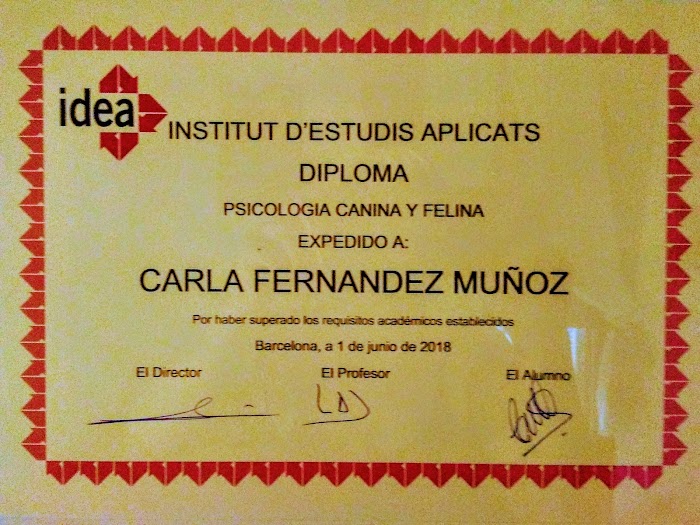 idea
INSTITUT D'ESTUDIS APLICATS
DIPLOMA
PSICOLOGIA CANINA Y FELINA
EXPEDIDO A:
CARLA FERNANDEZ MUÑOZ
Por haber superado los requisitos académicos establecidos
Barcelona, a 1 de junio de 2018
El Director El Profesor El Alumno